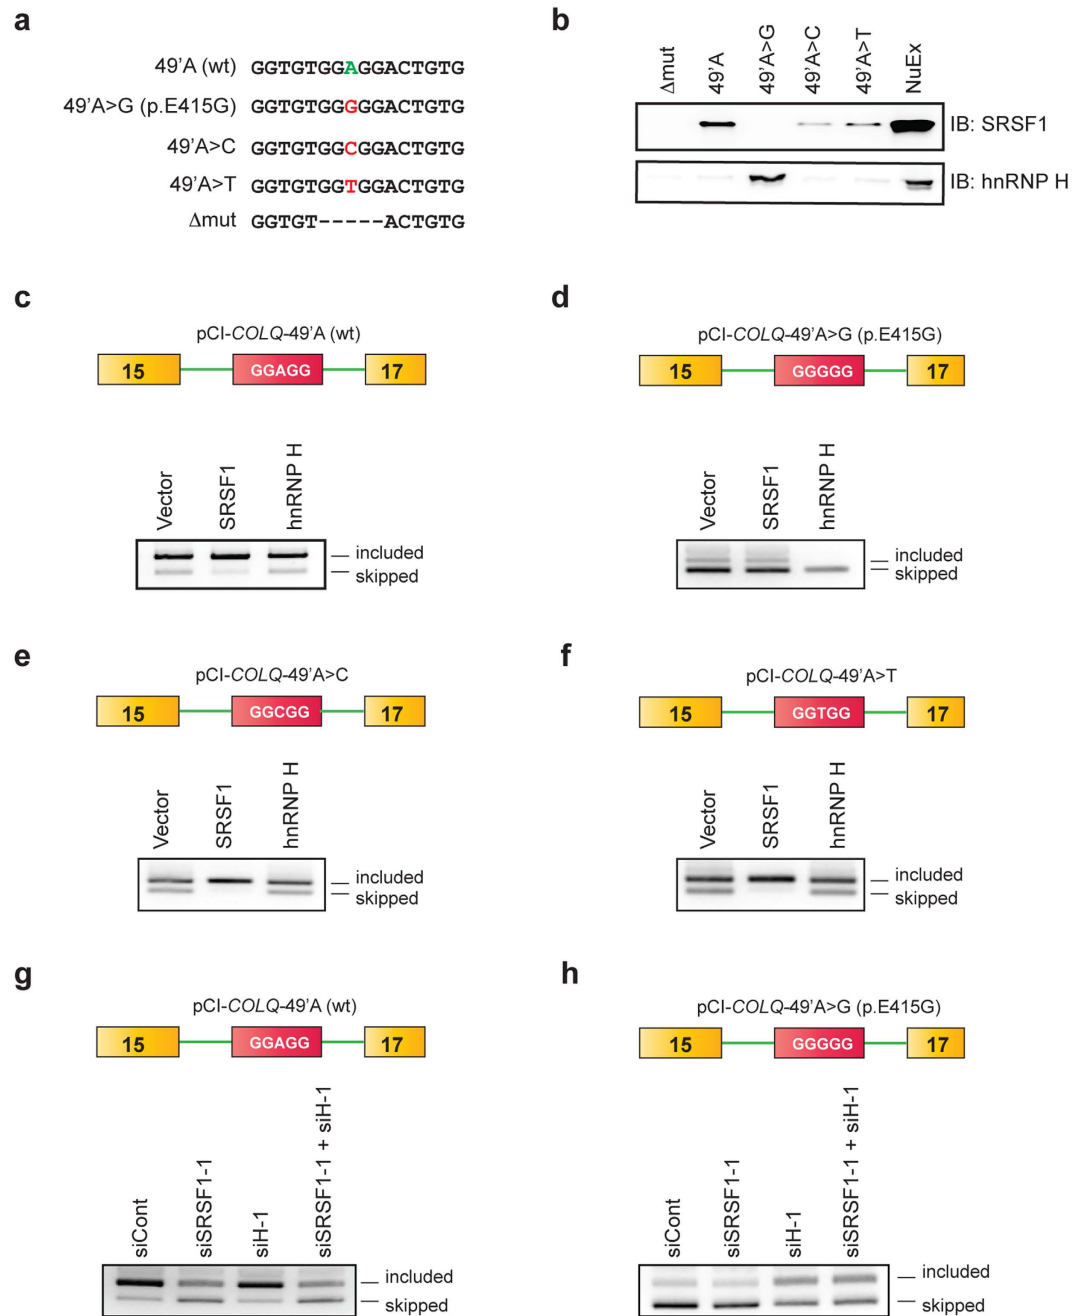 a
49'A (wt) GGTGTGGAGGACTGTG
49'A>G (p.E415G) GGTGTGGGGGACTGTG
49'A>C GGTGTGGCGGACTGTG
49'A>T GGTGTGGTGGACTGTG
Δmut GGTGT-----ACTGTG
b
Δmut
49'A
49'A>G
49'A>C
49'A>T
NuEx
IB: SRSF1
IB: hnRNP H
c
pCI-COLQ-49'A (wt)
15 GGAGG 17
Vector
SRSF1
hnRNP H
included
skipped
d
pCI-COLQ-49'A>G (p.E415G)
15 GGGGG 17
Vector
SRSF1
hnRNP H
included
skipped
e
pCI-COLQ-49'A>C
15 GGCGG 17
Vector
SRSF1
hnRNP H
included
skipped
f
pCI-COLQ-49'A>T
15 GGTGG 17
Vector
SRSF1
hnRNP H
included
skipped
g
pCI-COLQ-49'A (wt)
15 GGAGG 17
siCont
siSRSF1-1
siH-1
siSRSF1-1 + siH-1
included
skipped
h
pCI-COLQ-49'A>G (p.E415G)
15 GGGGG 17
siCont
siSRSF1-1
siH-1
siSRSF1-1 + siH-1
included
skipped